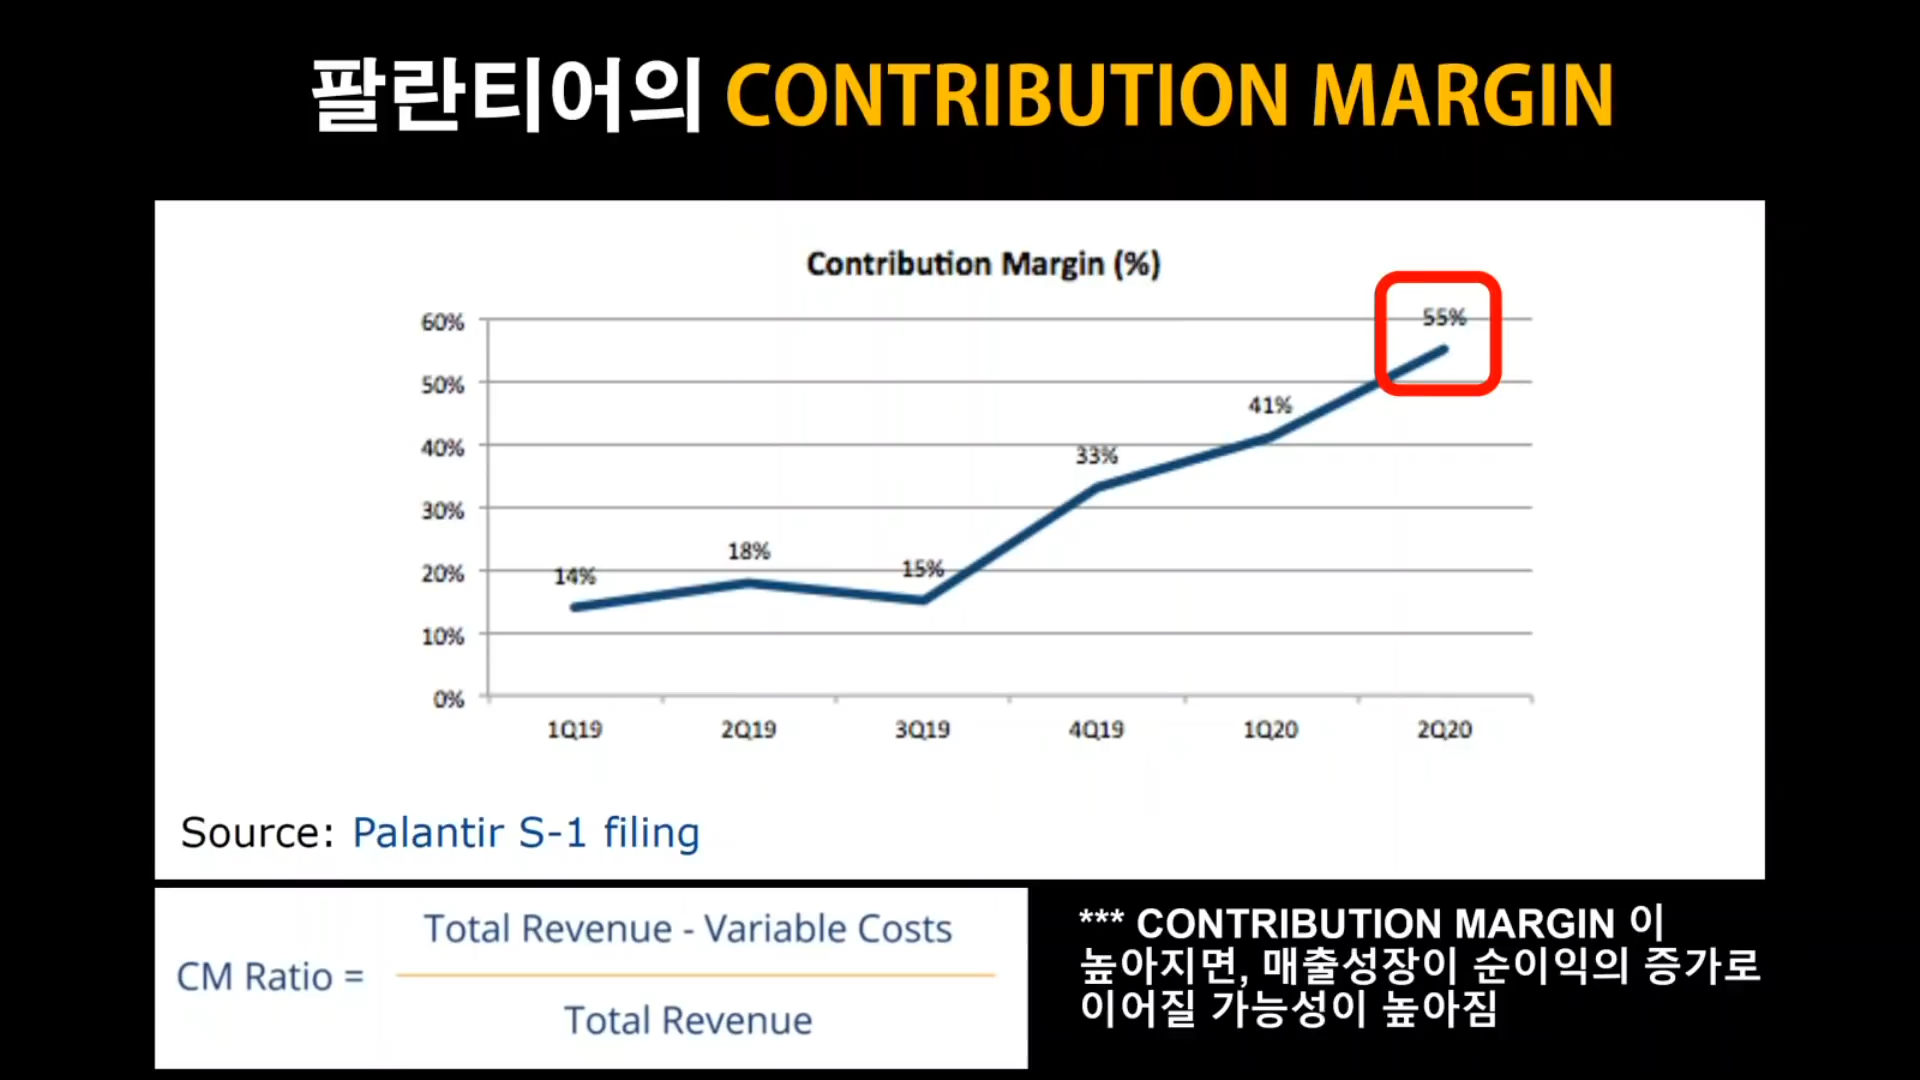 팔란티어의 CONTRIBUTION MARGIN
Contribution Margin (%)
60%
50%
40%
30%
20%
10%
0%
14%
18%
15%
33%
41%
55%
1Q19 2Q19 3Q19 4Q19 1Q20 2Q20
Source: Palantir S-1 filing
CM Ratio =
Total Revenue - Variable Costs
Total Revenue
*** CONTRIBUTION MARGIN 이
높아지면, 매출성장이 순이익의 증가로
이어질 가능성이 높아짐